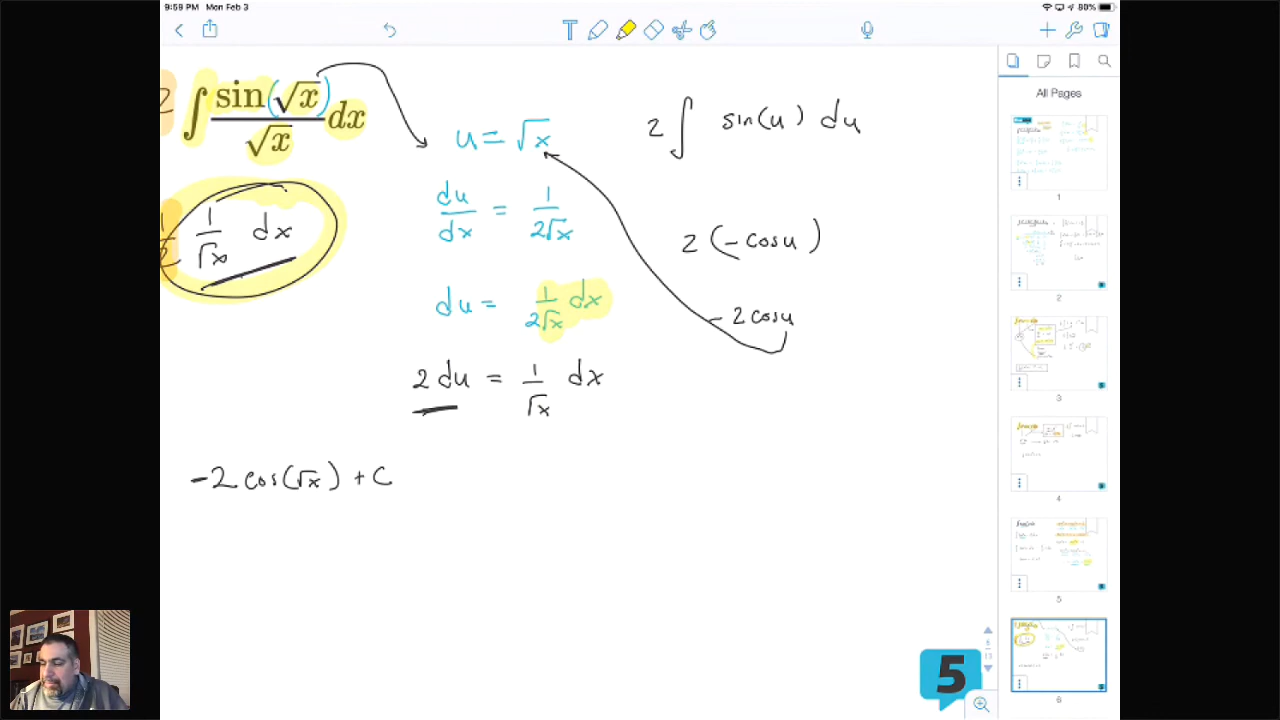 9:59 PM Mon Feb 3
80%
T
∫ sin(√x)/√x dx
1/√x dx
u = √x
du/dx = 1/(2√x)
du = 1/(2√x) dx
2 du = 1/√x dx
2 ∫ sin(u) du
2 (-cosu)
- 2 cosu
-2 cos(√x) + C
All Pages
1
2
3
4
5
6
5